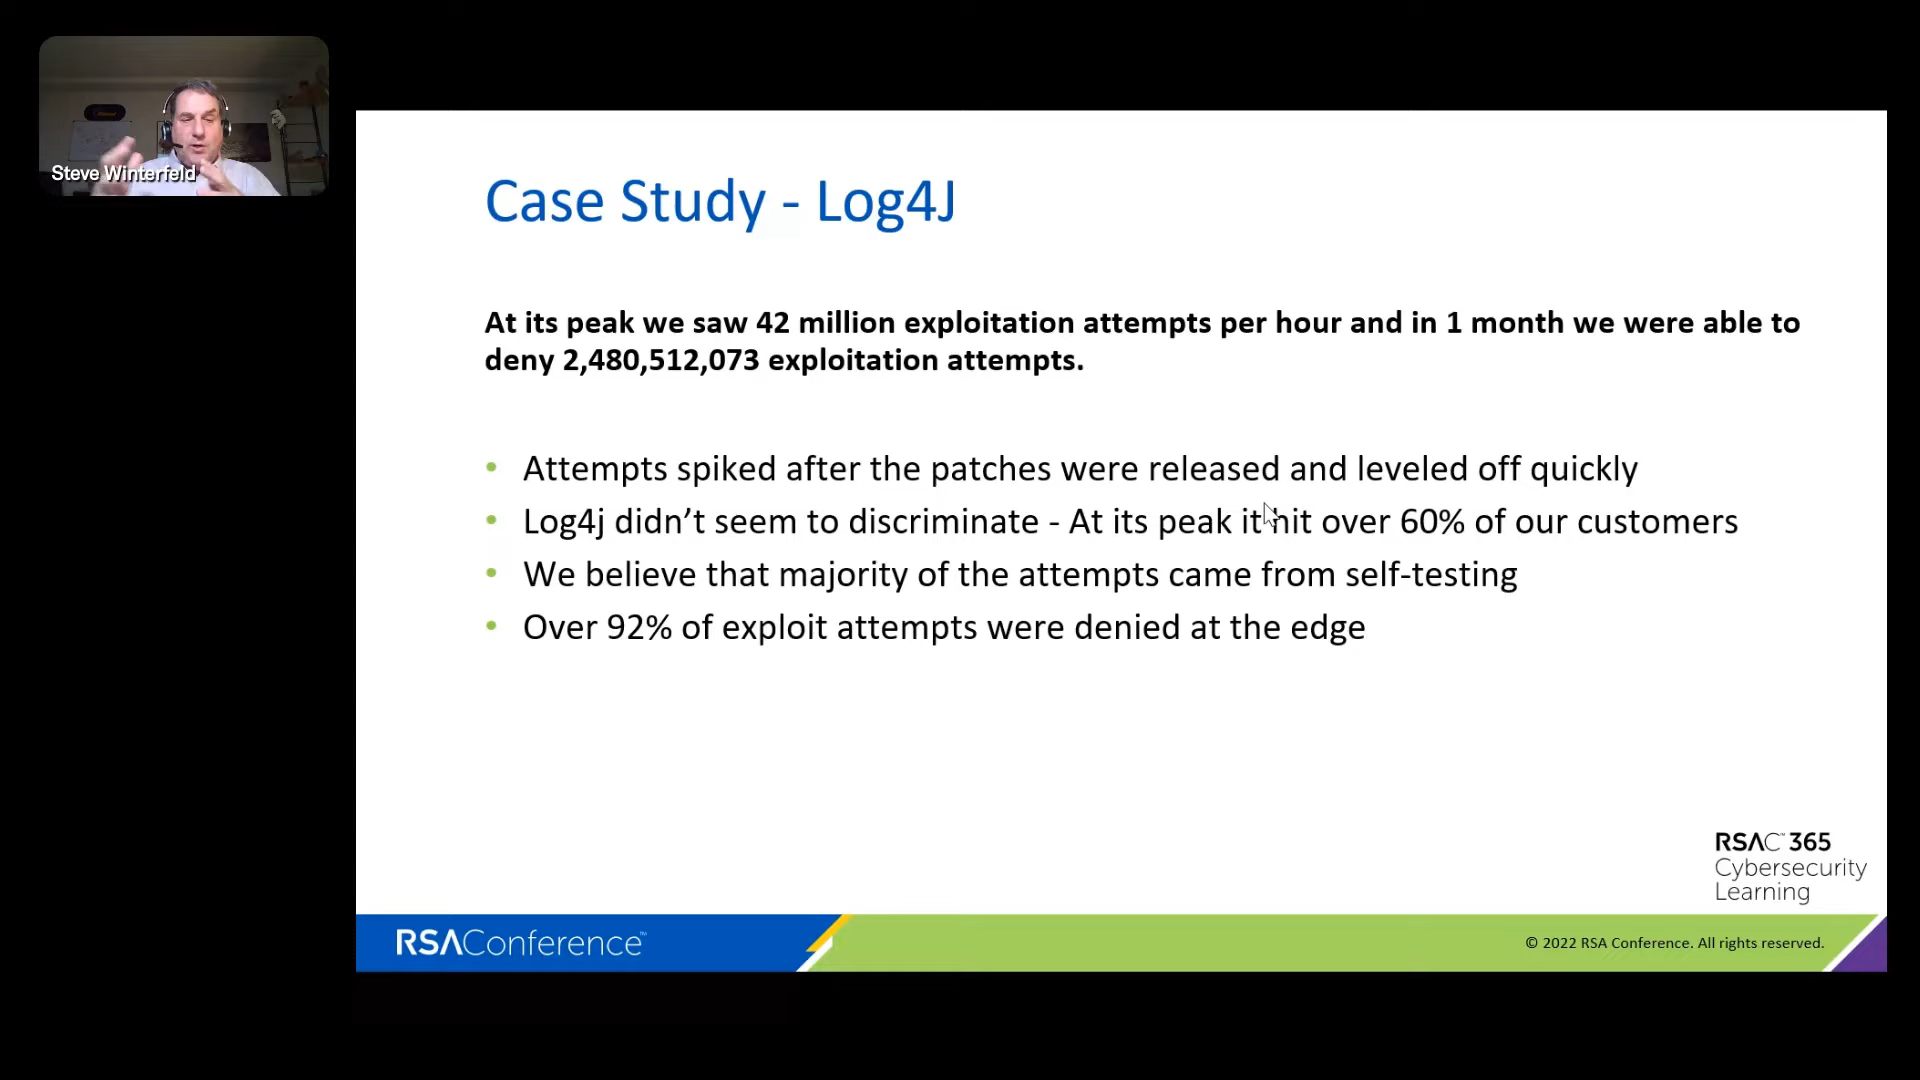 Steve Winterfeld
Case Study - Log4J
At its peak we saw 42 million exploitation attempts per hour and in 1 month we were able to
deny 2,480,512,073 exploitation attempts.
• Attempts spiked after the patches were released and leveled off quickly
• Log4j didn’t seem to discriminate - At its peak it hit over 60% of our customers
• We believe that majority of the attempts came from self-testing
• Over 92% of exploit attempts were denied at the edge
RSAC™ 365
Cybersecurity
Learning
RSAConference™
© 2022 RSA Conference. All rights reserved.